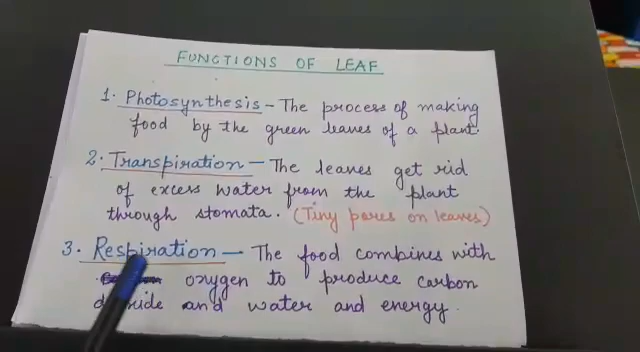 FUNCTIONS OF LEAF
1. Photosynthesis - The process of making
food by the green leaves of a plant.
2. Transpiration - The leaves get rid
of excess water from the plant
through stomata. (Tiny pores on leaves)
3. Respiration - The food combines with
oxygen to produce carbon
and water and energy.